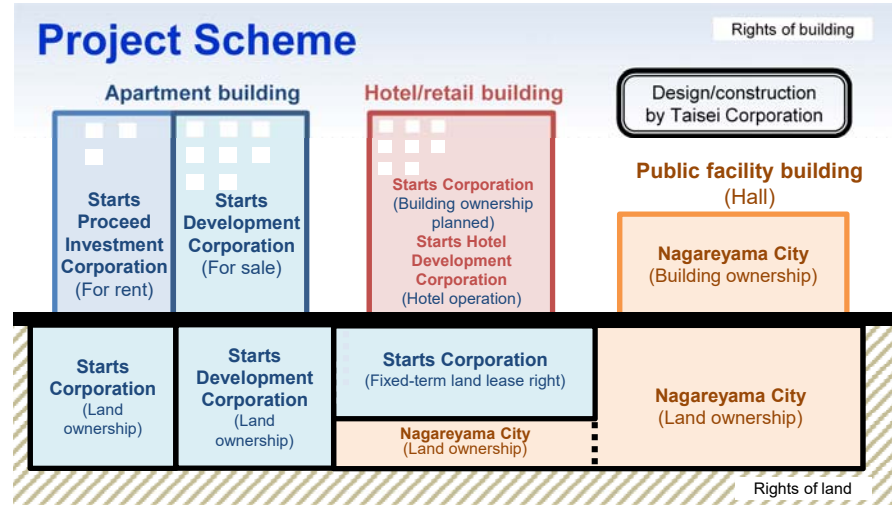 Project Scheme
Rights of building
Apartment building
Hotel/retail building
Design/construction
by Taisei Corporation
Starts
Proceed
Investment
Corporation
(For rent)
Starts
Development
Corporation
(For sale)
Starts Corporation
(Building ownership
planned)
Starts Hotel
Development
Corporation
(Hotel operation)
Public facility building
(Hall)
Nagareyama City
(Building ownership)
Starts
Corporation
(Land
ownership)
Starts
Development
Corporation
(Land
ownership)
Starts Corporation
(Fixed-term land lease right)
Nagareyama City
(Land ownership)
Nagareyama City
(Land ownership)
Rights of land